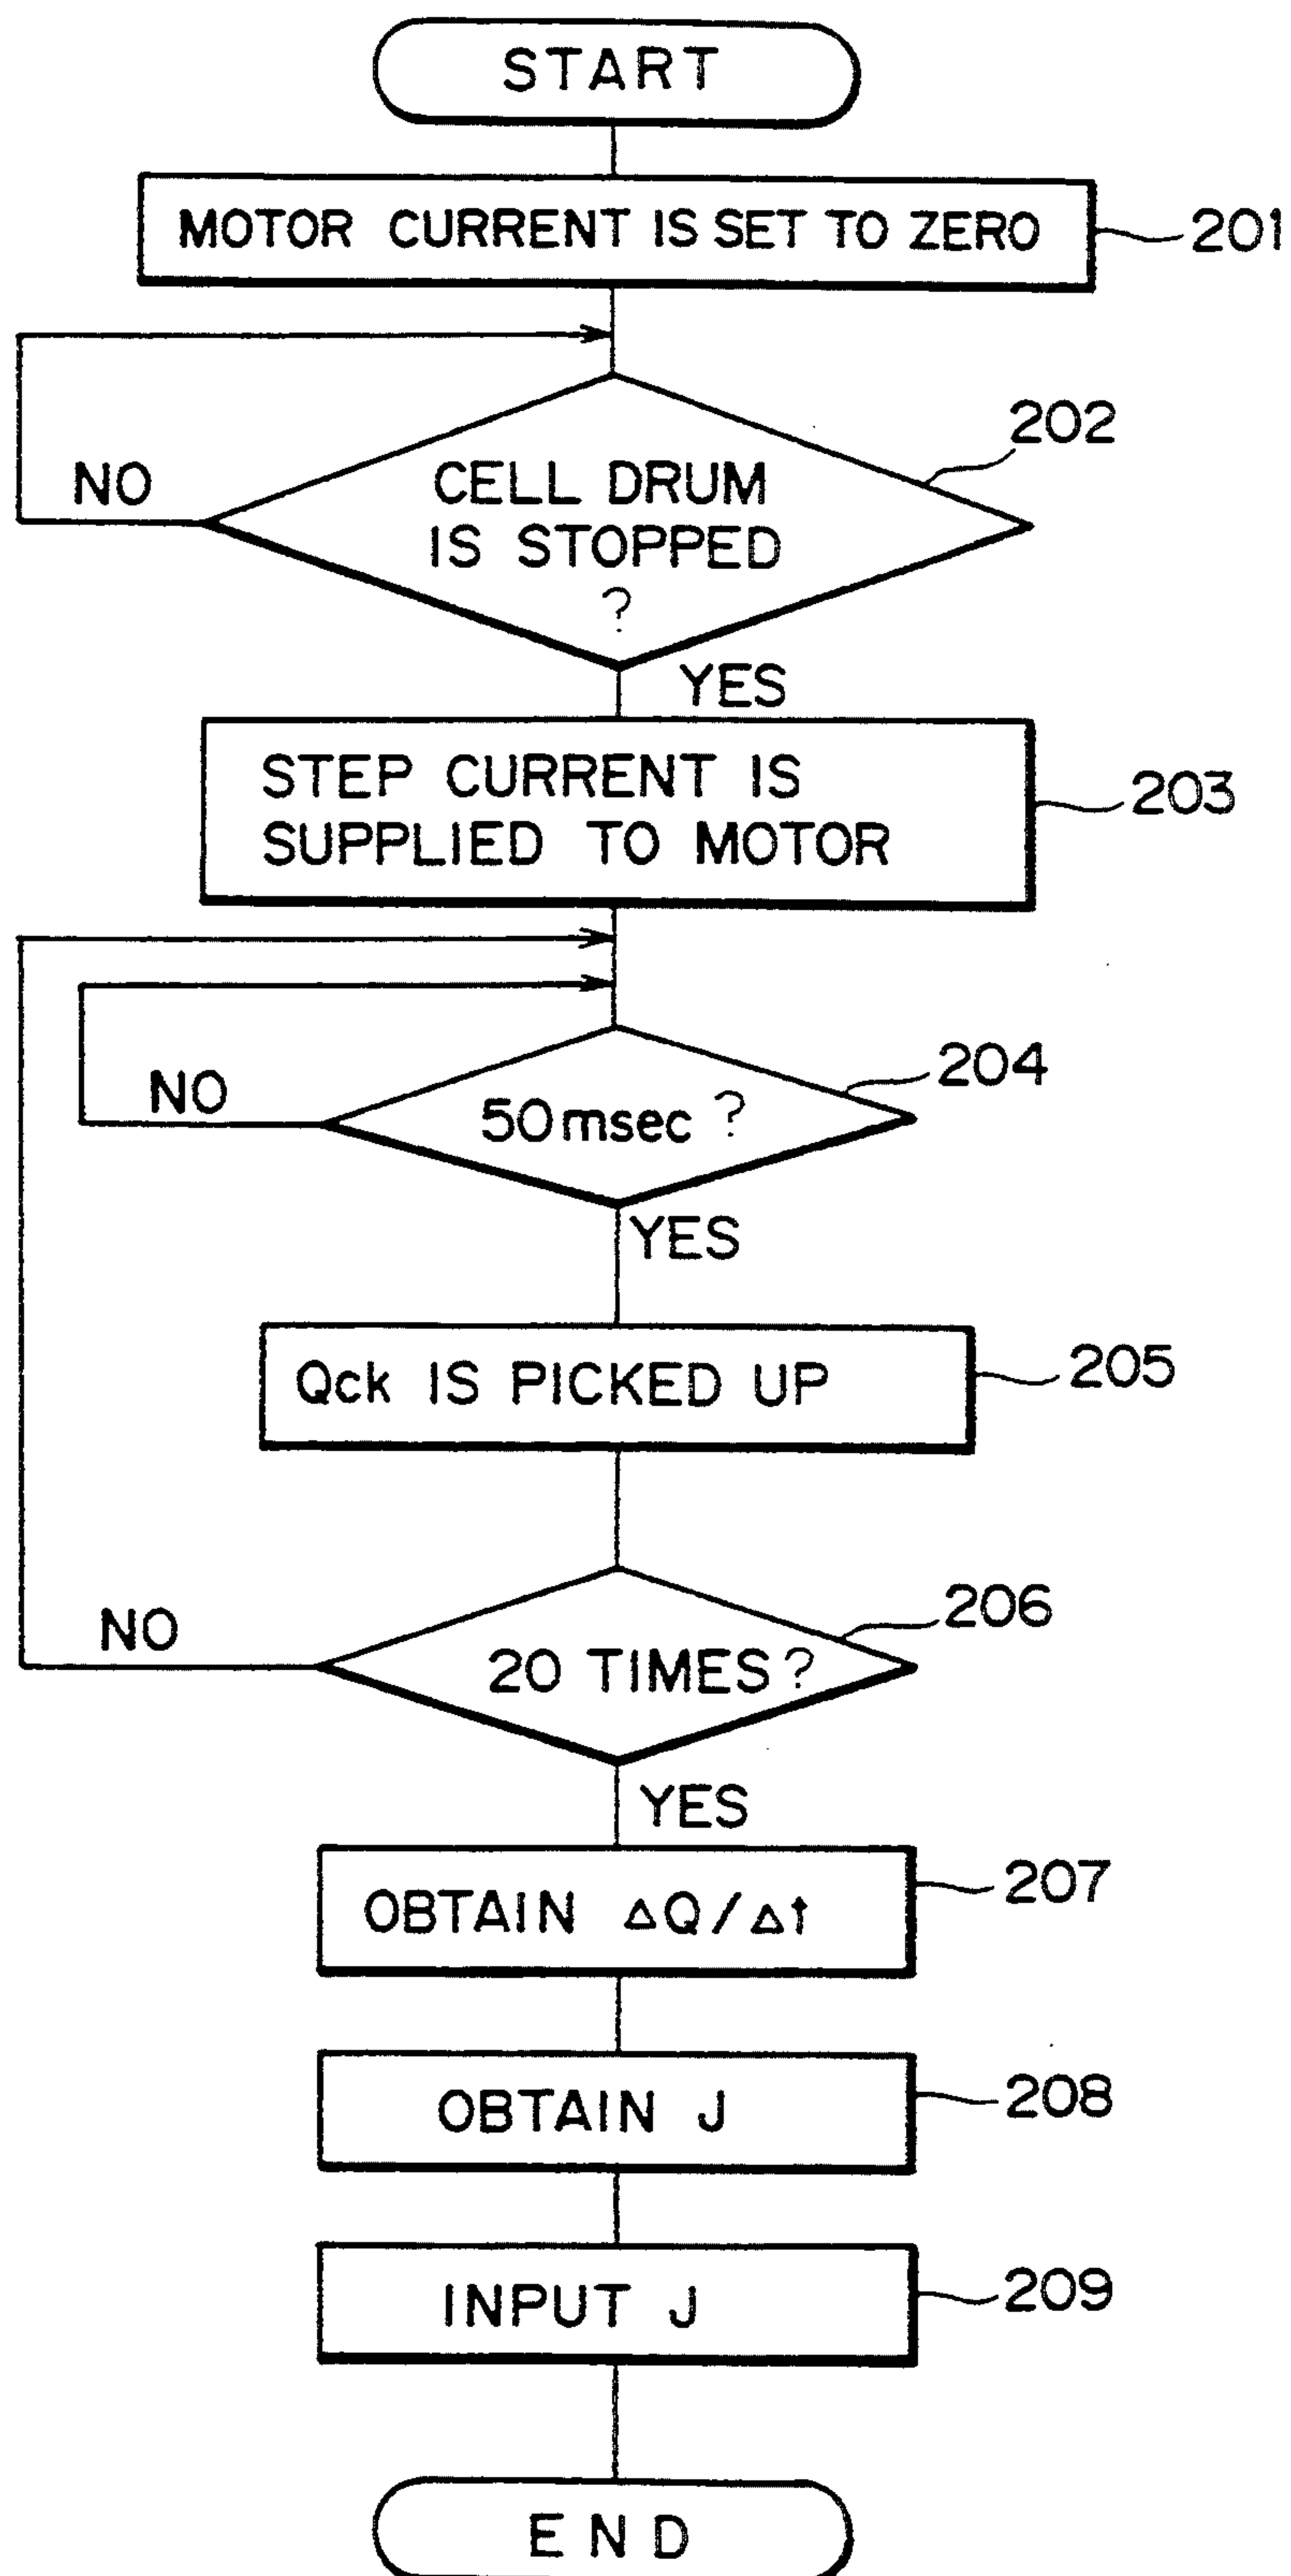 START
MOTOR CURRENT IS SET TO ZERO
201
202
NO
CELL DRUM
IS STOPPED
?
YES
STEP CURRENT IS
SUPPLIED TO MOTOR
203
204
NO
50msec ?
YES
Qck IS PICKED UP
205
206
NO
20 TIMES?
YES
OBTAIN ΔQ/Δt
207
OBTAIN J
208
INPUT J
209
END